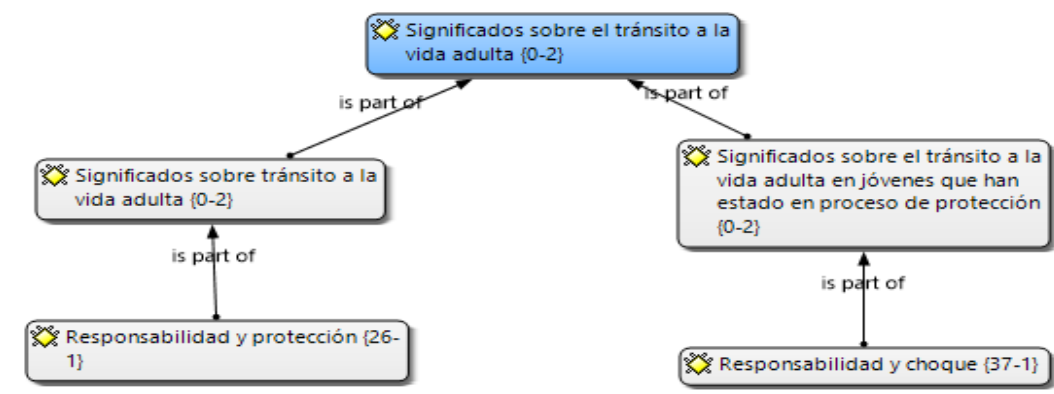 Significados sobre el tránsito a la
vida adulta {0-2}
is part of
is part of
Significados sobre tránsito a la
vida adulta {0-2}
Significados sobre el tránsito a la
vida adulta en jóvenes que han
estado en proceso de protección
{0-2}
is part of
is part of
Responsabilidad y protección {26-
1}
Responsabilidad y choque {37-1}